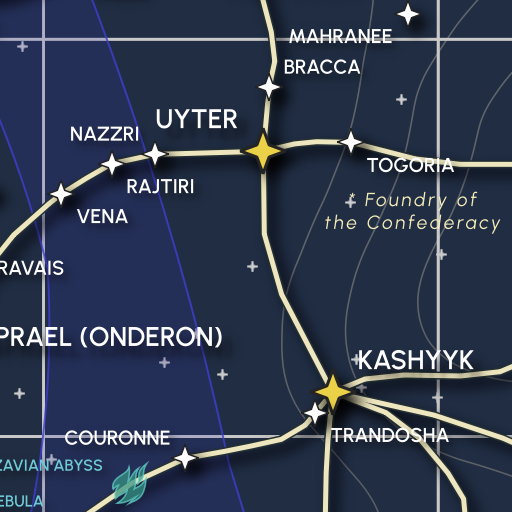 MAHRANEE
BRACCA
UYTER
NAZZRI
TOGORIA
RAJTIRI
* Foundry of
the Confederacy
VENA
RAVAIS
PRAEL (ONDERON)
KASHYYK
TRANDOSHA
COURONNE
ZAVIAN ABYSS
EBULA